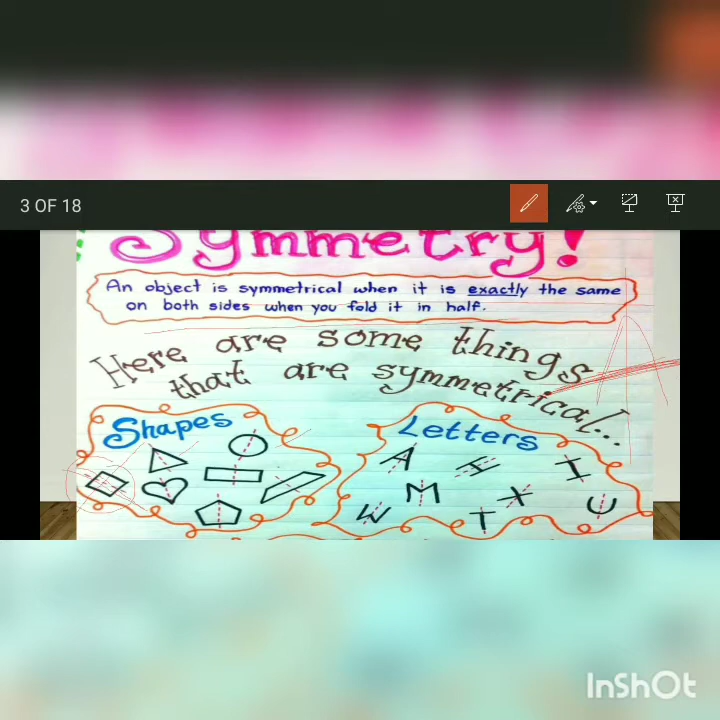 3 OF 18
Symmetry!
An object is symmetrical when it is exactly the same
on both sides when you fold it in half.
Here are some things
that are symmetrical...
Shapes
Letters
A H I
M X U
W T
InShOt